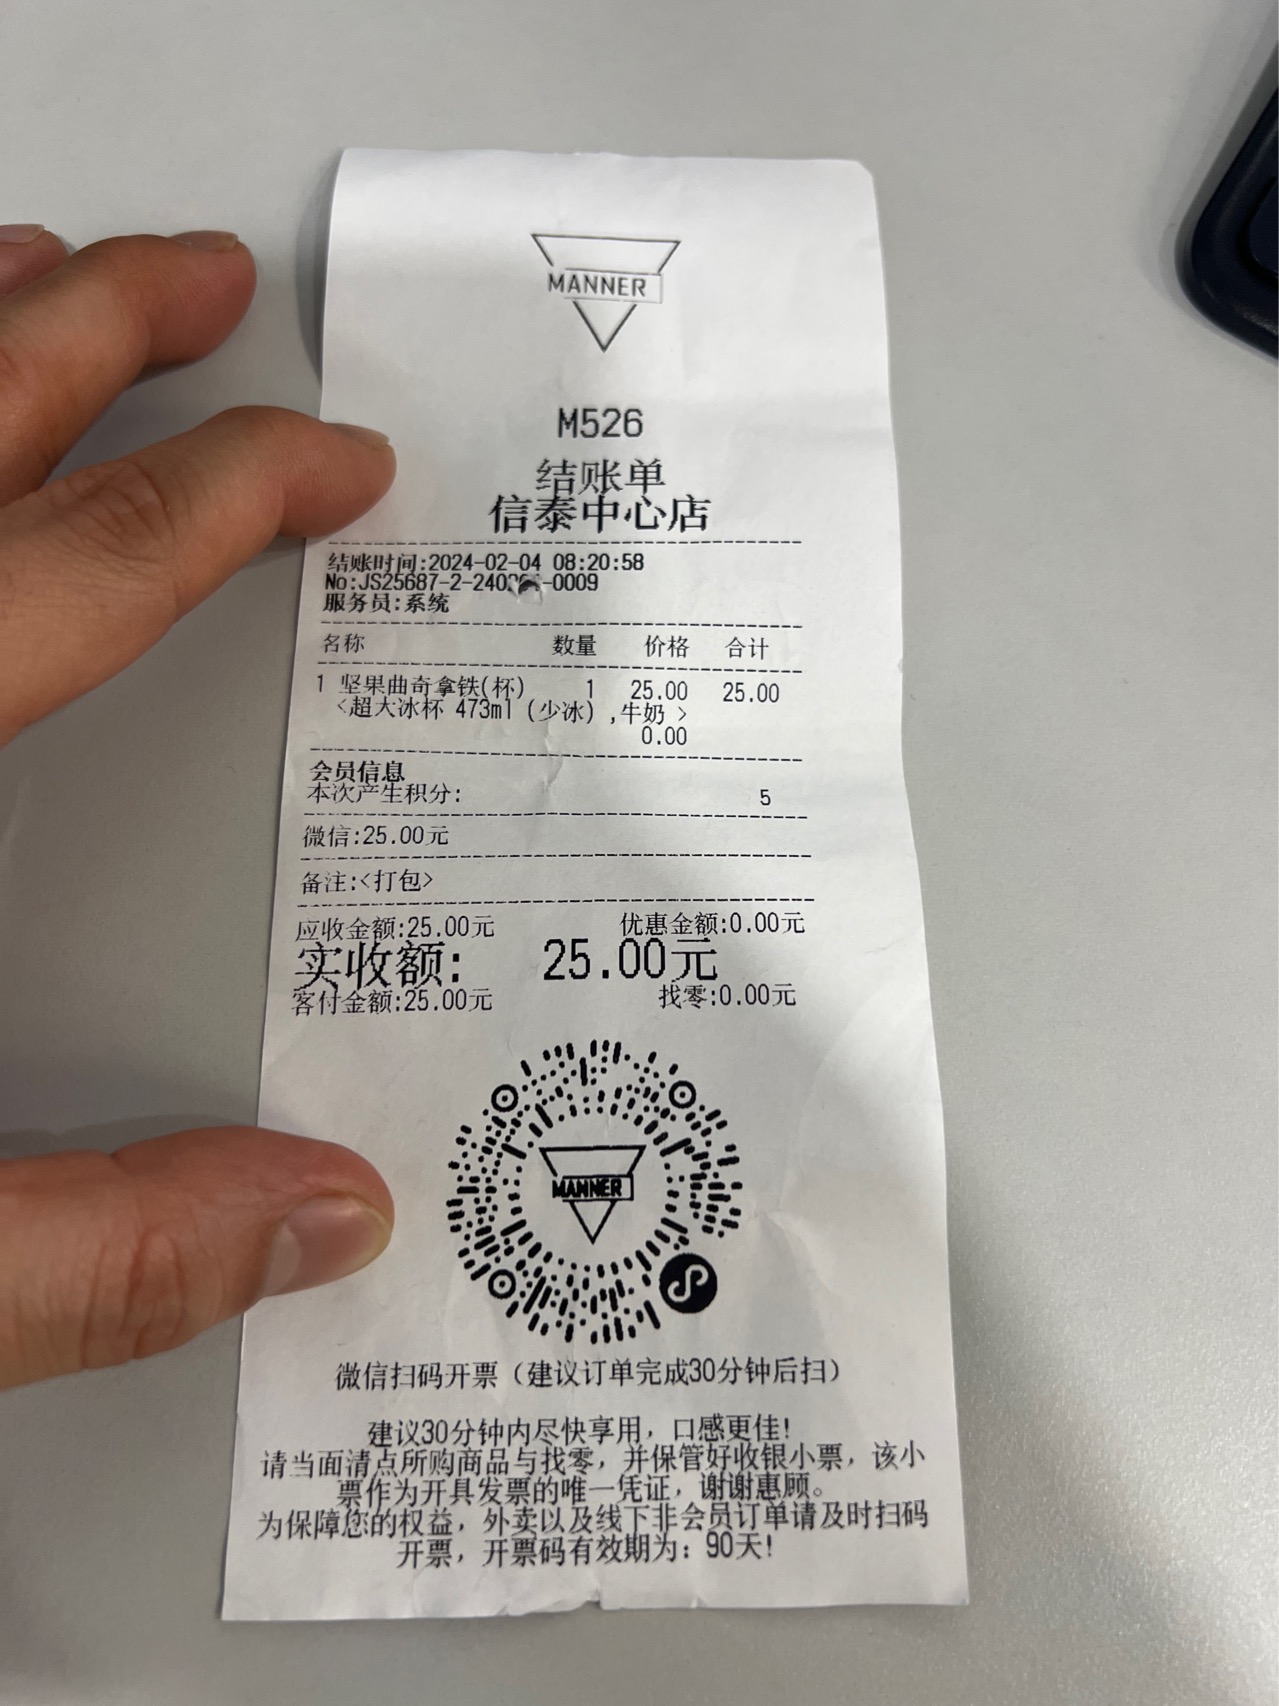 MANNER
M526
结账单
信泰中心店
结账时间:2024-02-04 08:20:58
No:JS25687-2-240 -0009
服务员:系统
名称 数量 价格 合计
1 坚果曲奇拿铁(杯) 1 25.00 25.00
<超大冰杯 473ml (少冰) ,牛奶 >
0.00
会员信息
本次产生积分: 5
微信:25.00元
备注:<打包>
应收金额:25.00元 优惠金额:0.00元
实收额: 25.00元
客付金额:25.00元 找零:0.00元
MANNER
微信扫码开票（建议订单完成30分钟后扫）
建议30分钟内尽快享用，口感更佳!
请当面清点所购商品与找零，并保管好收银小票，该小
票作为开具发票的唯一凭证，谢谢惠顾。
为保障您的权益，外卖以及线下非会员订单请及时扫码
开票，开票码有效期为：90天!